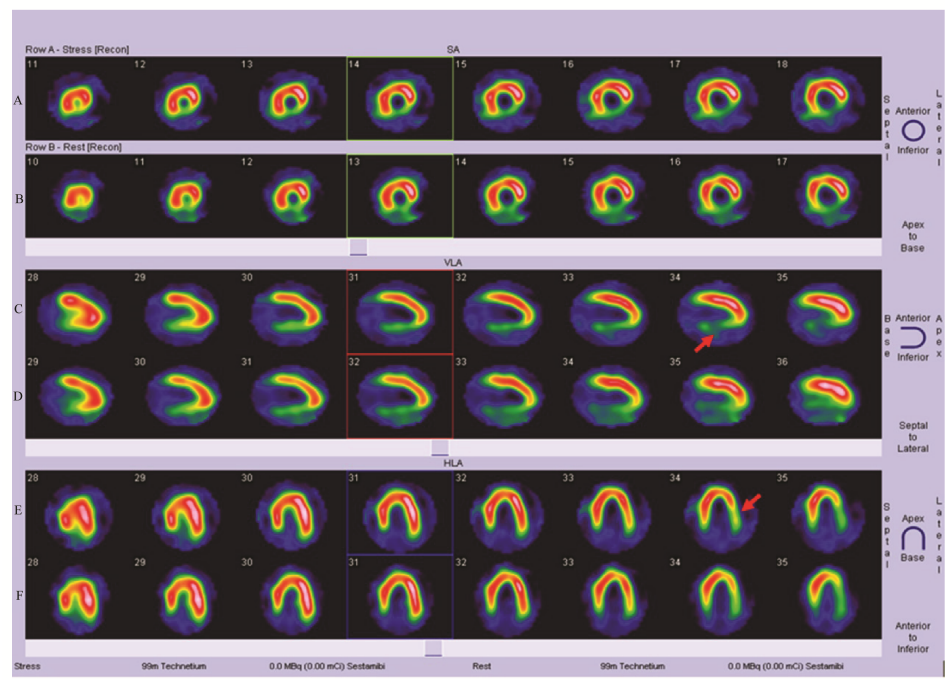 Row A - Stress [Recon]
SA
11 12 13 14 15 16 17 18
A
Septal
Anterior
Inferior
Lateral
Row B - Rest [Recon]
10 11 12 13 14 15 16 17
B
Apex
to
Base
VLA
28 29 30 31 32 33 34 35
C
Base
Anterior
Inferior
Apex
29 30 31 32 33 34 35 36
D
Septal
to
Lateral
HLA
28 29 30 31 32 33 34 35
E
Septal
Apex
Base
Lateral
28 29 30 31 32 33 34 35
F
Anterior
to
Inferior
Stress 99m Technetium 0.0 MBq (0.00 mCi) Sestamibi Rest 99m Technetium 0.0 MBq (0.00 mCi) Sestamibi